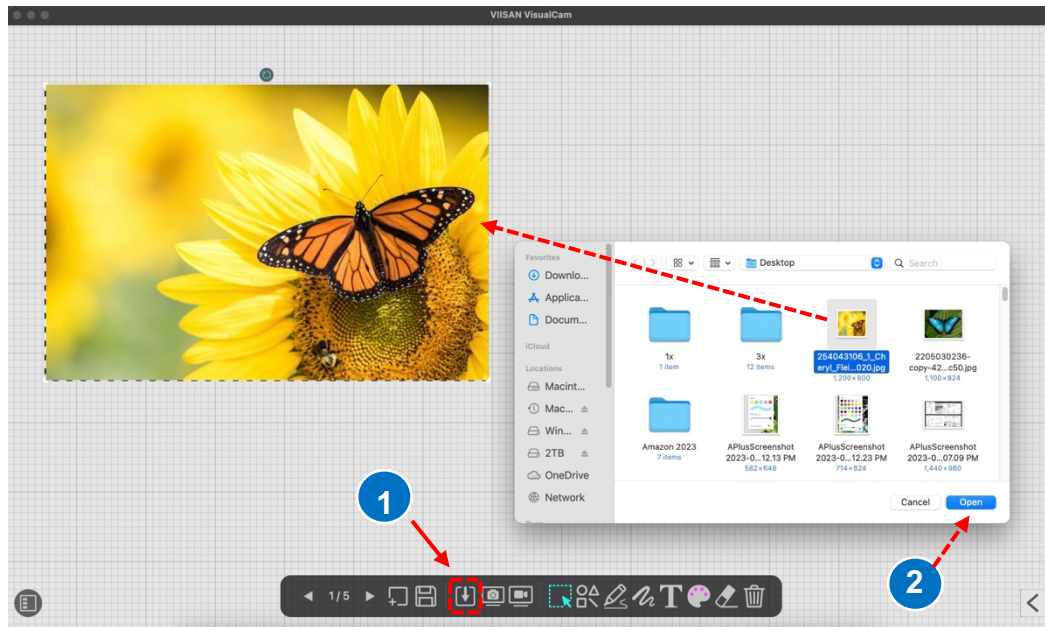 VIISAN VisualCam
Favorites
Downlo...
Applica...
Docum...
iCloud
Locations
Macint...
Mac...
Win...
2TB
OneDrive
Network
Desktop
Search
1x
1 item
3x
12 items
254043106_1_Ch
eryl_Flei...020.jpg
1,200×800
2205030236-
copy-42...c50.jpg
1,100×824
Amazon 2023
7 items
APlusScreenshot
2023-0...12.13 PM
582×648
APlusScreenshot
2023-0...12.23 PM
714×824
APlusScreenshot
2023-0...07.09 PM
1,440×980
Cancel
Open
1
2
1/5
T